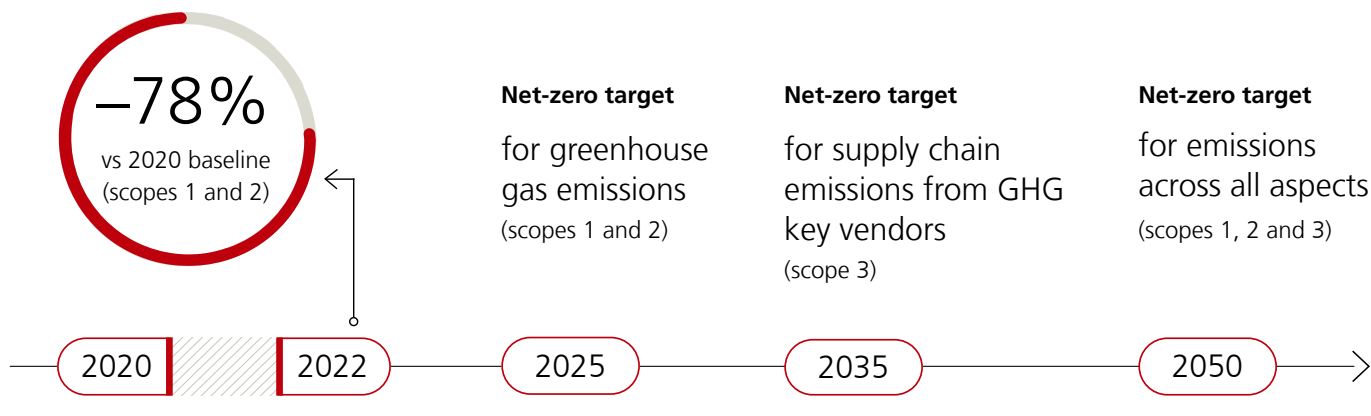 –78%
vs 2020 baseline
(scopes 1 and 2)
Net-zero target
for greenhouse
gas emissions
(scopes 1 and 2)
Net-zero target
for supply chain
emissions from GHG
key vendors
(scope 3)
Net-zero target
for emissions
across all aspects
(scopes 1, 2 and 3)
2020
2022
2025
2035
2050